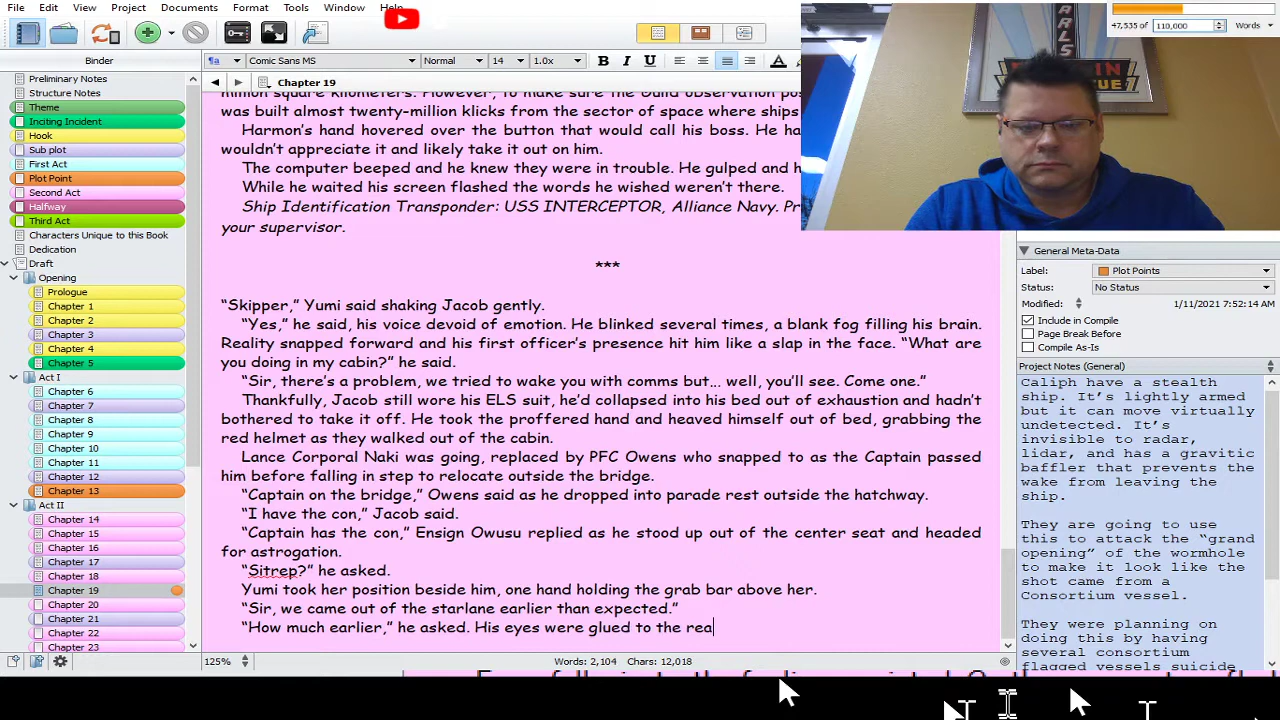 File Edit View Project Documents Format Tools Window Help
47,535 of 110,000 Words
Binder
¶a Comic Sans MS Normal 14 1.0x B I U A
Chapter 19
Preliminary Notes
Structure Notes
Theme
Inciting Incident
Hook
Sub plot
First Act
Plot Point
Second Act
Halfway
Third Act
Characters Unique to this Book
Dedication
Draft
Opening
Prologue
Chapter 1
Chapter 2
Chapter 3
Chapter 4
Chapter 5
Act I
Chapter 6
Chapter 7
Chapter 8
Chapter 9
Chapter 10
Chapter 11
Chapter 12
Chapter 13
Act II
Chapter 14
Chapter 15
Chapter 16
Chapter 17
Chapter 18
Chapter 19
Chapter 20
Chapter 21
Chapter 22
Chapter 23
million square kilometer. However, to make sure the Guild observation
was built almost twenty-million klicks from the sector of space where ships
Harmon's hand hovered over the button that would call his boss. He
wouldn't appreciate it and likely take it out on him.
The computer beeped and he knew they were in trouble. He gulped and
While he waited his screen flashed the words he wished weren't there.
Ship Identification Transponder: USS INTERCEPTOR, Alliance Navy.
your supervisor.
***
“Skipper,” Yumi said shaking Jacob gently.
“Yes,” he said, his voice devoid of emotion. He blinked several times, a blank fog filling his brain.
Reality snapped forward and his first officer's presence hit him like a slap in the face. “What are
you doing in my cabin?” he said.
“Sir, there's a problem, we tried to wake you with comms but... well, you'll see. Come one.”
Thankfully, Jacob still wore his ELS suit, he'd collapsed into his bed out of exhaustion and hadn't
bothered to take it off. He took the proffered hand and heaved himself out of bed, grabbing the
red helmet as they walked out of the cabin.
Lance Corporal Naki was going, replaced by PFC Owens who snapped to as the Captain passed
him before falling in step to relocate outside the bridge.
“Captain on the bridge,” Owens said as he dropped into parade rest outside the hatchway.
“I have the con,” Jacob said.
“Captain has the con,” Ensign Owusu replied as he stood up out of the center seat and headed
for astrogation.
“Sitrep?” he asked.
Yumi took her position beside him, one hand holding the grab bar above her.
“Sir, we came out of the starlane earlier than expected.”
“How much earlier,” he asked. His eyes were glued to the rea
125% Words: 2,104 Chars: 12,018
General Meta-Data
Label: Plot Points
Status: No Status
Modified: 1/11/2021 7:52:14 AM
Include in Compile
Page Break Before
Compile As-Is
Project Notes (General)
Caliph have a stealth
ship. It's lightly armed
but it can move virtually
undetected. It's
invisible to radar,
lidar, and has a gravitic
baffler that prevents the
wake from leaving the
ship.
They are going to use
this to attack the “grand
opening” of the wormhole
to make it look like the
shot came from a
Consortium vessel.
They were planning on
doing this by having
several consortium
flagged vessels suicide